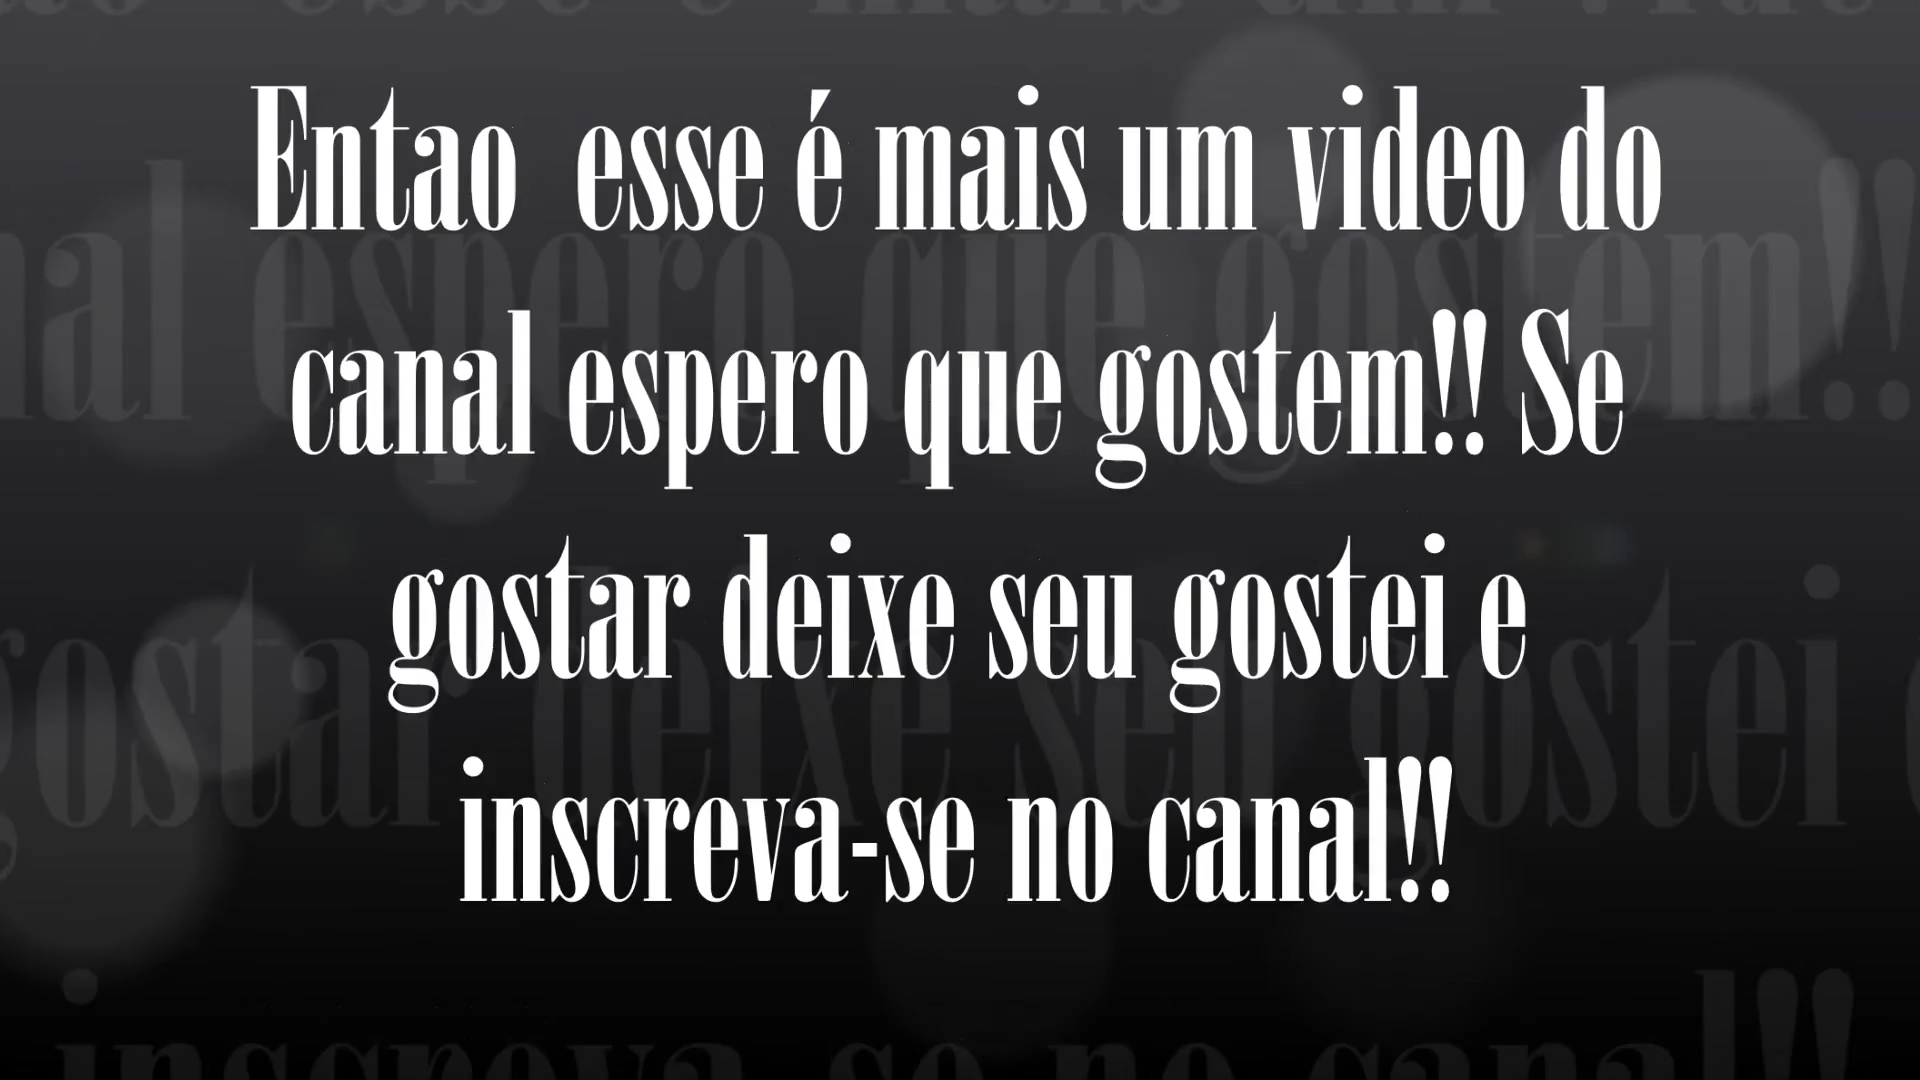 Entao esse é mais um video do
canal espero que gostem!! Se
gostar deixe seu gostei e
inscreva-se no canal!!